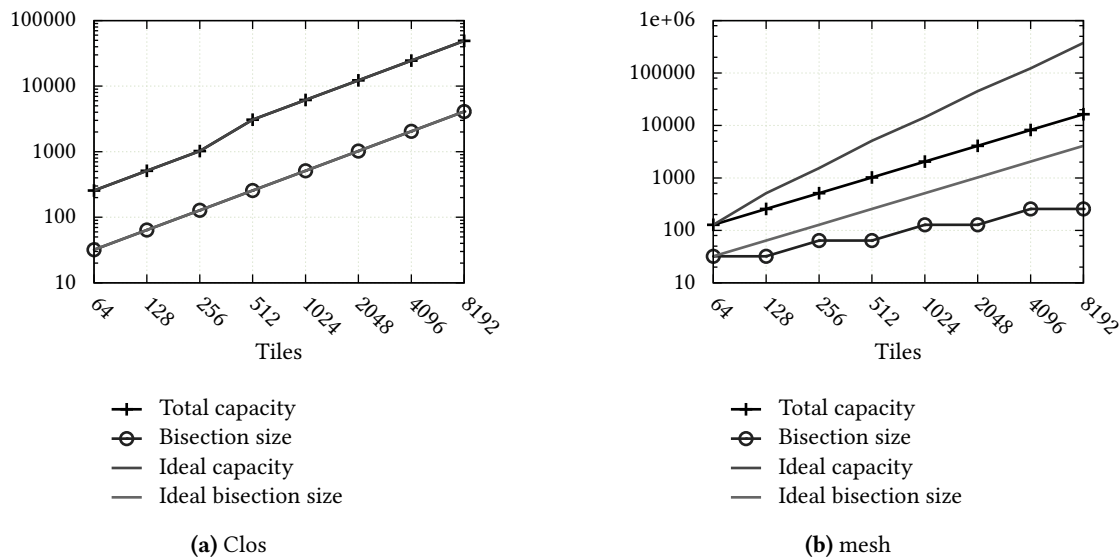 100000
10000
1000
100
10
64
128
256
512
1024
2048
4096
8192
Tiles
Total capacity
Bisection size
Ideal capacity
Ideal bisection size
(a) Clos
1e+06
100000
10000
1000
100
10
64
128
256
512
1024
2048
4096
8192
Tiles
Total capacity
Bisection size
Ideal capacity
Ideal bisection size
(b) mesh